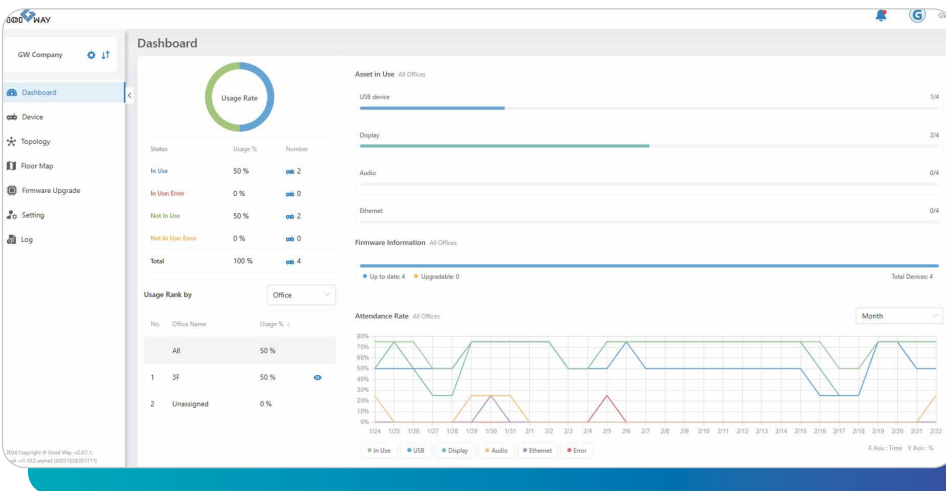 GOOD WAY
G
GW Company
Dashboard
Device
Topology
Floor Map
Firmware Upgrade
Setting
Log
Dashboard
Usage Rate
Status Usage % Number
In Use 50 % 2
In Use: Error 0 % 0
Not In Use 50 % 2
Not In Use: Error 0 % 0
Total 100 % 4
Usage Rank by Office
No. Office Name Usage %
All 50 %
1 3F 50 %
2 Unassigned 0 %
Asset in Use All Offices
USB device 1/4
Display 2/4
Audio 0/4
Ethernet 0/4
Firmware Information All Offices
Up to date: 4 Upgradable: 0 Total Devices: 4
Attendance Rate All Offices Month
80%
70%
60%
50%
40%
30%
20%
10%
0%
1/24 1/25 1/26 1/27 1/28 1/29 1/30 1/31 2/1 2/2 2/3 2/4 2/5 2/6 2/7 2/8 2/9 2/10 2/11 2/12 2/13 2/14 2/15 2/16 2/17 2/18 2/19 2/20 2/21 2/22
In Use USB Display Audio Ethernet Error X Axis : Time Y Axis : %
2024 Copyright © Good Way